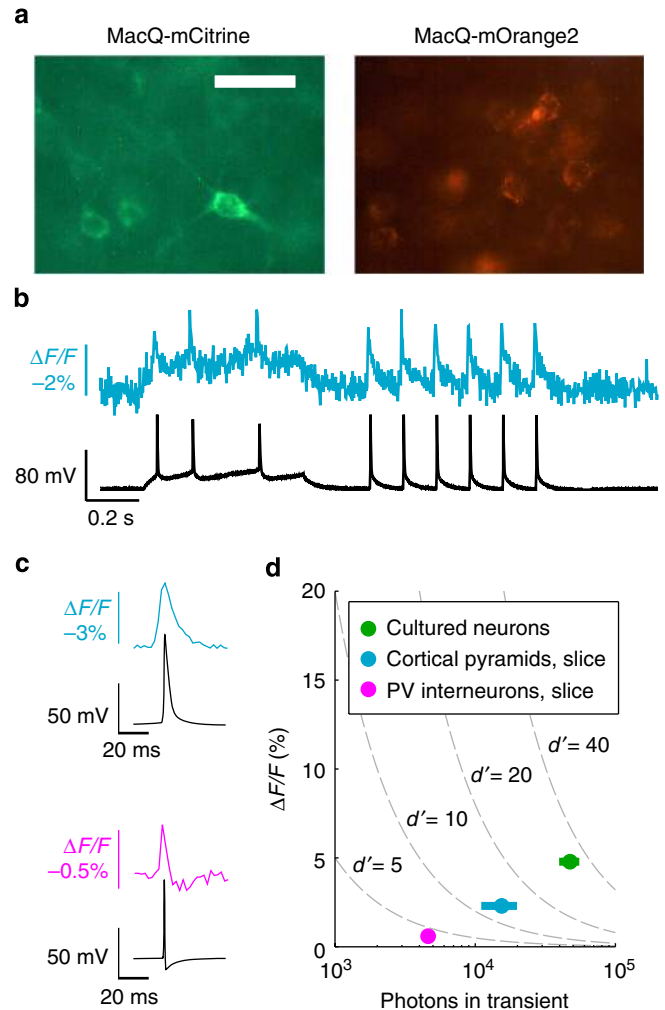 a
MacQ-mCitrine
MacQ-mOrange2
b
ΔF/F
−2%
80 mV
0.2 s
c
ΔF/F
−3%
50 mV
20 ms
ΔF/F
−0.5%
50 mV
20 ms
d
20
15
10
5
0
ΔF/F (%)
Cultured neurons
Cortical pyramids, slice
PV interneurons, slice
d′= 40
d′= 20
d′= 10
d′= 5
10³
10⁴
10⁵
Photons in transient